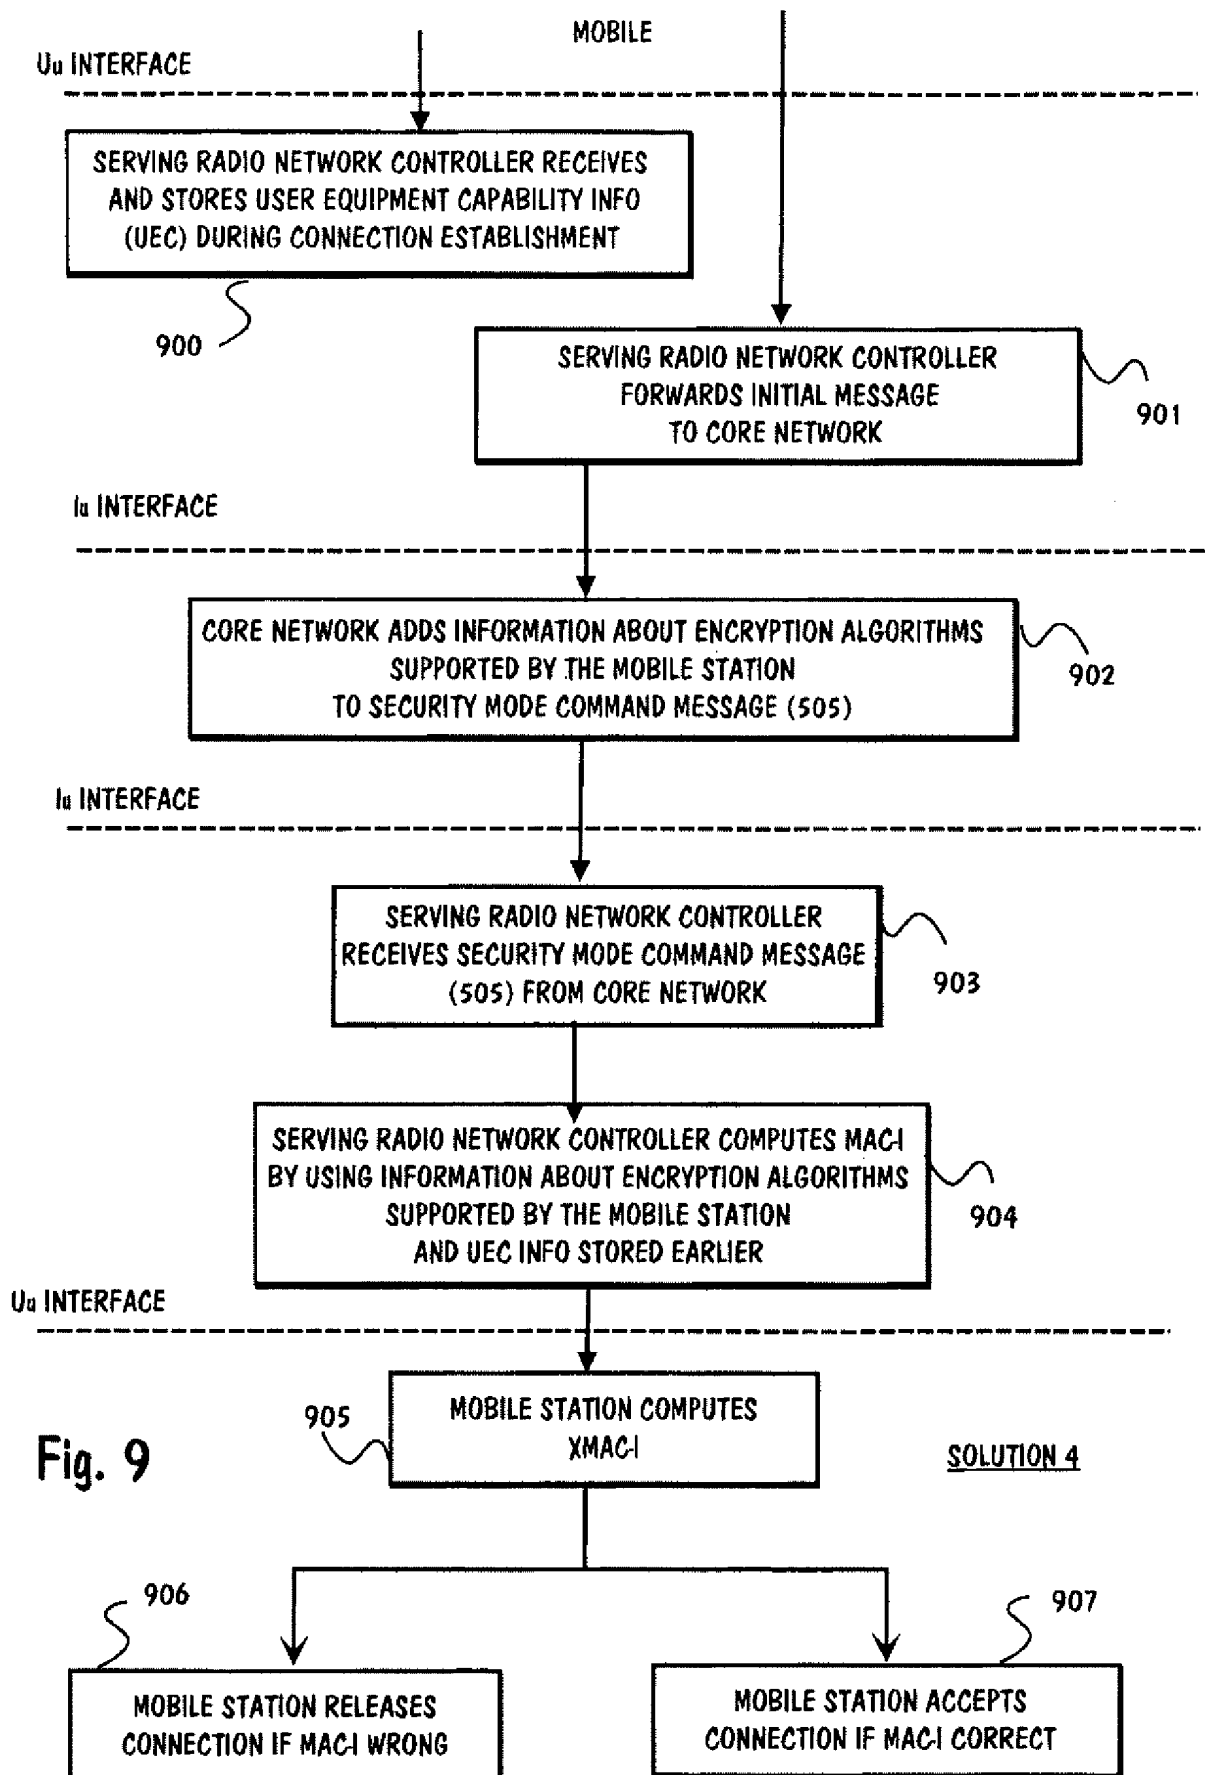 MOBILE
Uu INTERFACE
SERVING RADIO NETWORK CONTROLLER RECEIVES
AND STORES USER EQUIPMENT CAPABILITY INFO
(UEC) DURING CONNECTION ESTABLISHMENT
900
SERVING RADIO NETWORK CONTROLLER
FORWARDS INITIAL MESSAGE
TO CORE NETWORK
901
Iu INTERFACE
CORE NETWORK ADDS INFORMATION ABOUT ENCRYPTION ALGORITHMS
SUPPORTED BY THE MOBILE STATION
TO SECURITY MODE COMMAND MESSAGE (505)
902
Iu INTERFACE
SERVING RADIO NETWORK CONTROLLER
RECEIVES SECURITY MODE COMMAND MESSAGE
(505) FROM CORE NETWORK
903
SERVING RADIO NETWORK CONTROLLER COMPUTES MAC-I
BY USING INFORMATION ABOUT ENCRYPTION ALGORITHMS
SUPPORTED BY THE MOBILE STATION
AND UEC INFO STORED EARLIER
904
Uu INTERFACE
MOBILE STATION COMPUTES
XMAC-I
905
Fig. 9
SOLUTION 4
906
907
MOBILE STATION RELEASES
CONNECTION IF MAC-I WRONG
MOBILE STATION ACCEPTS
CONNECTION IF MAC-I CORRECT